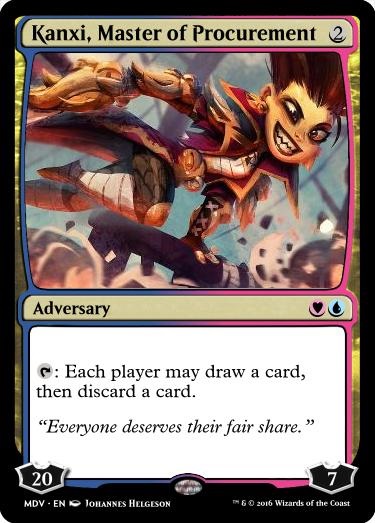 Kanxi, Master of Procurement 2
Adversary
: Each player may draw a card,
then discard a card.
“Everyone deserves their fair share.”
20
7
MDV · EN JOHANNES HELGESON
™ & © 2016 Wizards of the Coast